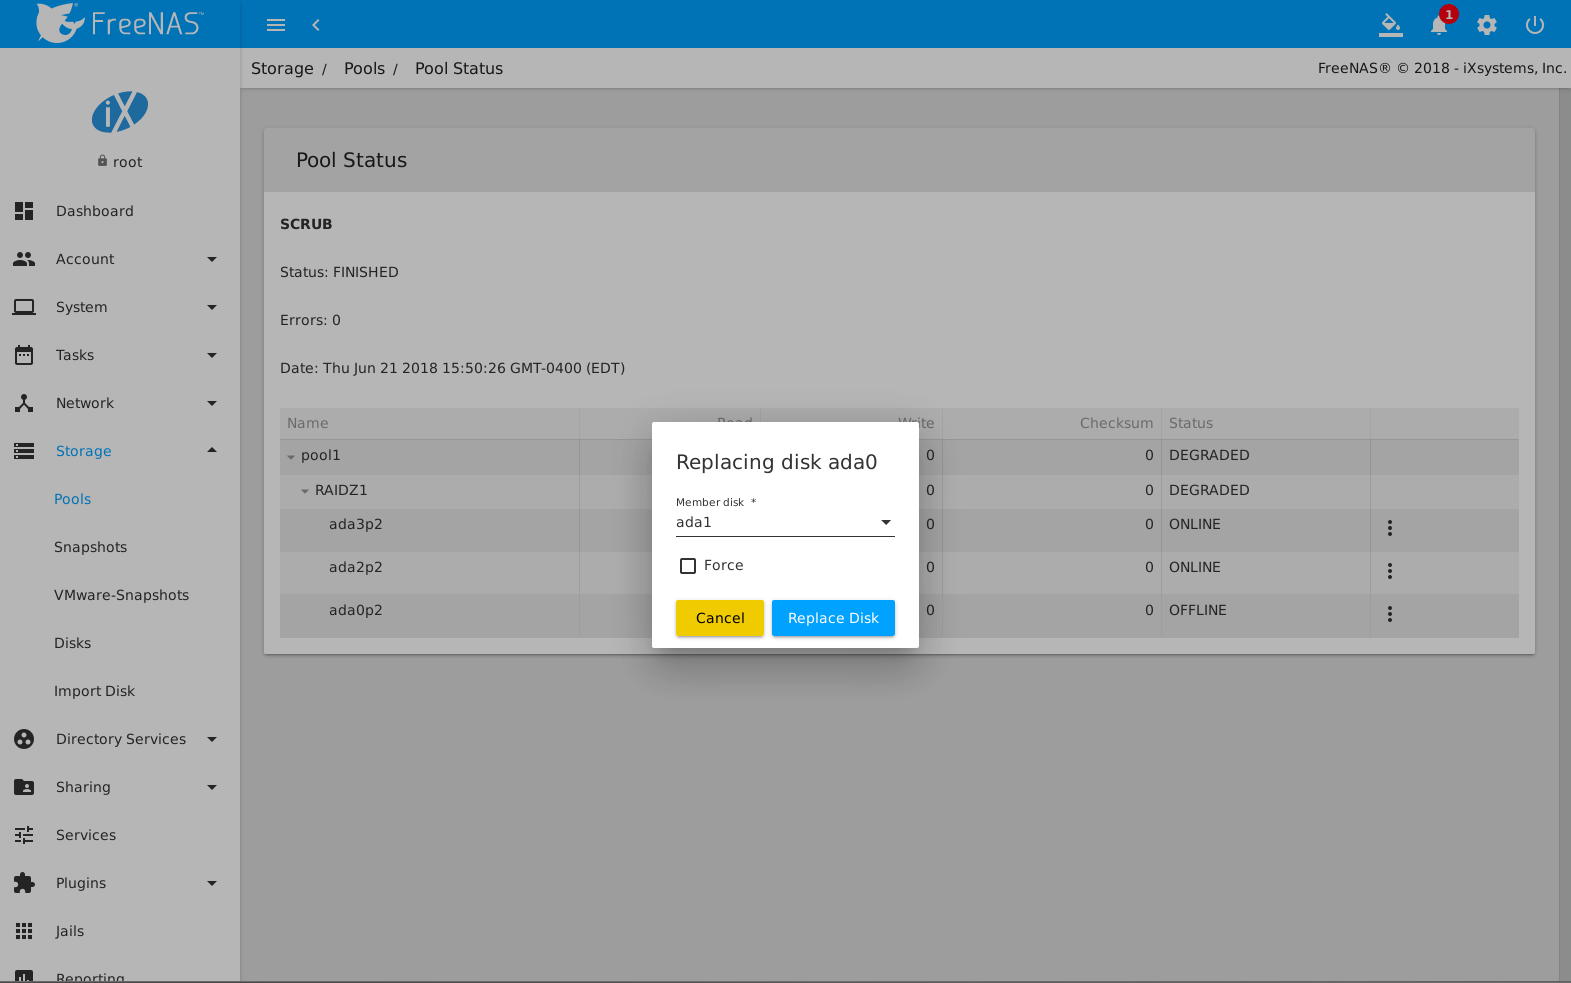 FreeNAS™
1
Storage / Pools / Pool Status
FreeNAS® © 2018 - iXsystems, Inc.
iX
root
Dashboard
Account
System
Tasks
Network
Storage
Pools
Snapshots
VMware-Snapshots
Disks
Import Disk
Directory Services
Sharing
Services
Plugins
Jails
Reporting
Pool Status
SCRUB
Status: FINISHED
Errors: 0
Date: Thu Jun 21 2018 15:50:26 GMT-0400 (EDT)
Name Read Write Checksum Status
pool1 0 0 DEGRADED
RAIDZ1 0 0 DEGRADED
ada3p2 0 0 ONLINE
ada2p2 0 0 ONLINE
ada0p2 0 0 OFFLINE
Replacing disk ada0
Member disk *
ada1
Force
Cancel
Replace Disk